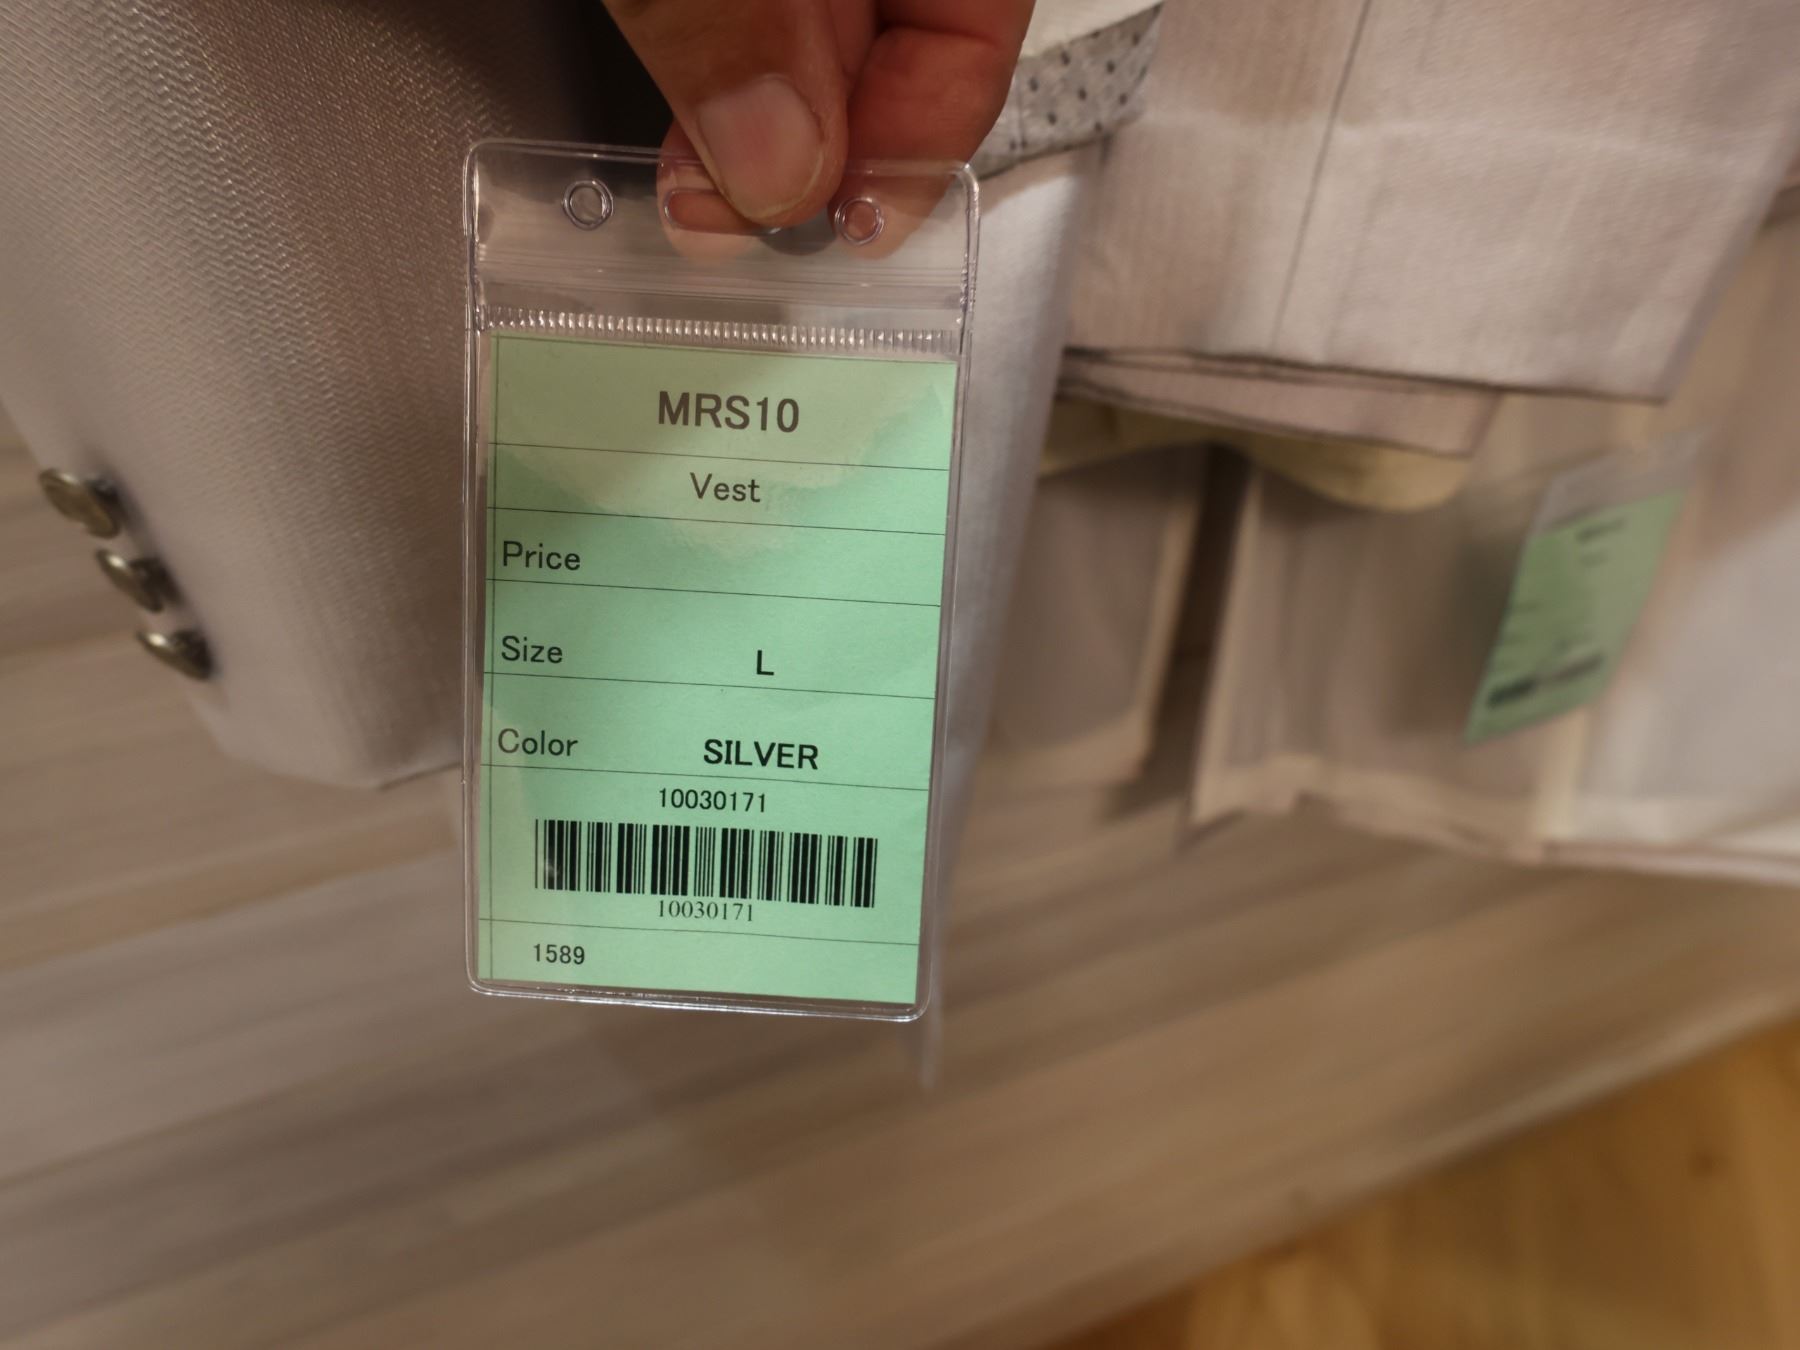 MRS10
Vest
Price
Size L
Color SILVER
10030171
10030171
1589